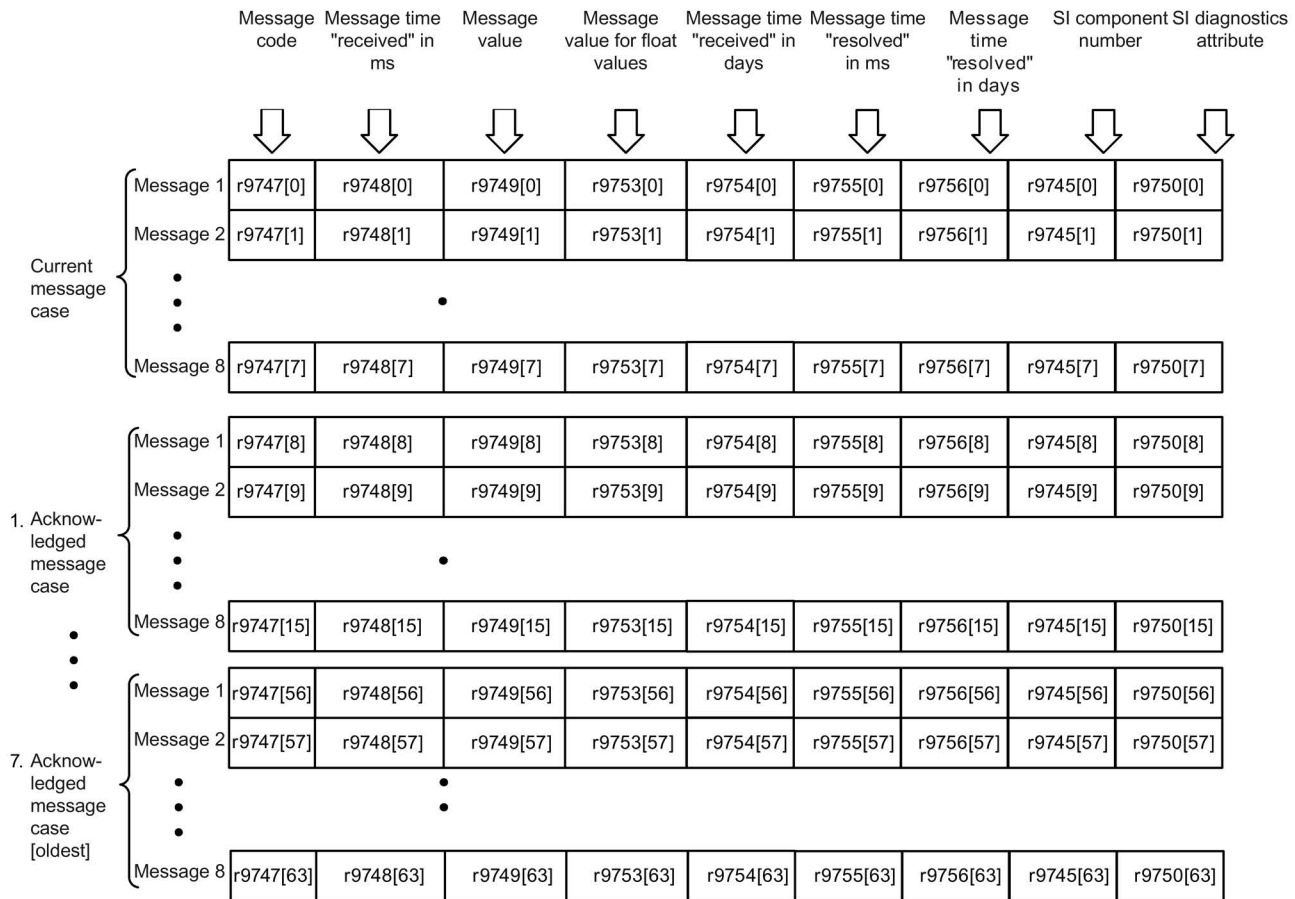 Message code
Message time "received" in ms
Message value
Message value for float values
Message time "received" in days
Message time "resolved" in ms
Message time "resolved" in days
SI component number
SI diagnostics attribute
Current message case
Message 1 r9747[0] r9748[0] r9749[0] r9753[0] r9754[0] r9755[0] r9756[0] r9745[0] r9750[0]
Message 2 r9747[1] r9748[1] r9749[1] r9753[1] r9754[1] r9755[1] r9756[1] r9745[1] r9750[1]
Message 8 r9747[7] r9748[7] r9749[7] r9753[7] r9754[7] r9755[7] r9756[7] r9745[7] r9750[7]
1. Acknow-
ledged
message
case
Message 1 r9747[8] r9748[8] r9749[8] r9753[8] r9754[8] r9755[8] r9756[8] r9745[8] r9750[8]
Message 2 r9747[9] r9748[9] r9749[9] r9753[9] r9754[9] r9755[9] r9756[9] r9745[9] r9750[9]
Message 8 r9747[15] r9748[15] r9749[15] r9753[15] r9754[15] r9755[15] r9756[15] r9745[15] r9750[15]
7. Acknow-
ledged
message
case
[oldest]
Message 1 r9747[56] r9748[56] r9749[56] r9753[56] r9754[56] r9755[56] r9756[56] r9745[56] r9750[56]
Message 2 r9747[57] r9748[57] r9749[57] r9753[57] r9754[57] r9755[57] r9756[57] r9745[57] r9750[57]
Message 8 r9747[63] r9748[63] r9749[63] r9753[63] r9754[63] r9755[63] r9756[63] r9745[63] r9750[63]